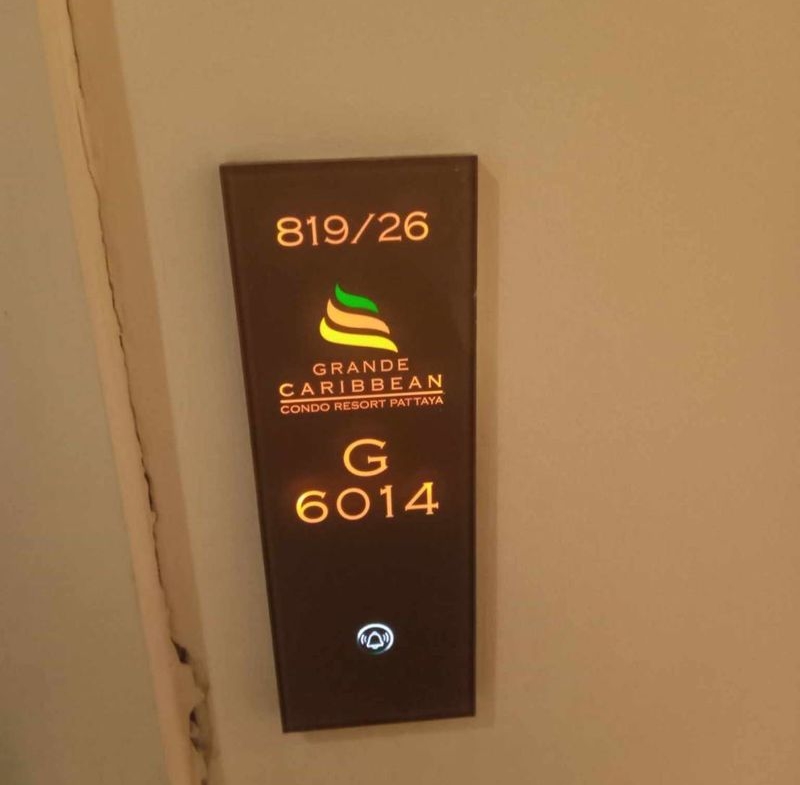 819/26
GRANDE
CARIBBEAN
CONDO RESORT PATTAYA
G
6014